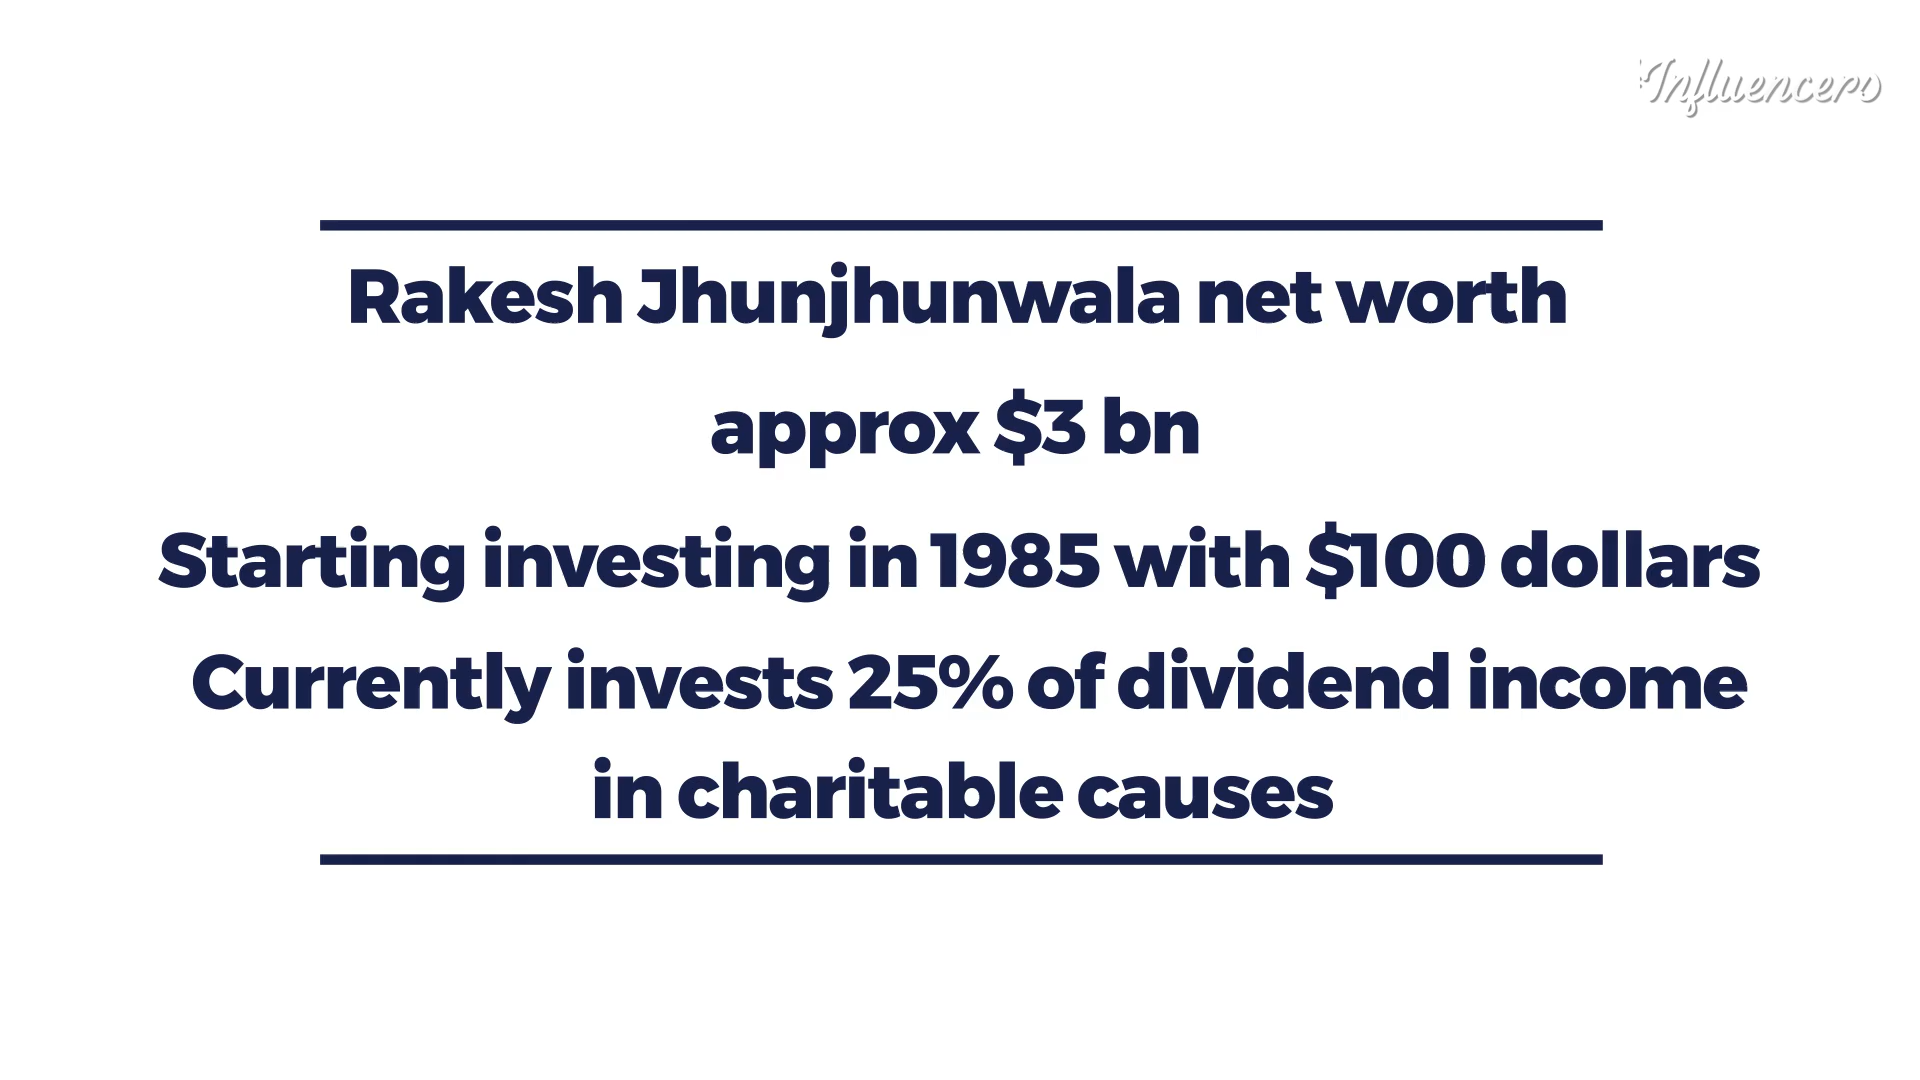 Influencers
Rakesh Jhunjhunwala net worth
approx $3 bn
Starting investing in 1985 with $100 dollars
Currently invests 25% of dividend income
in charitable causes